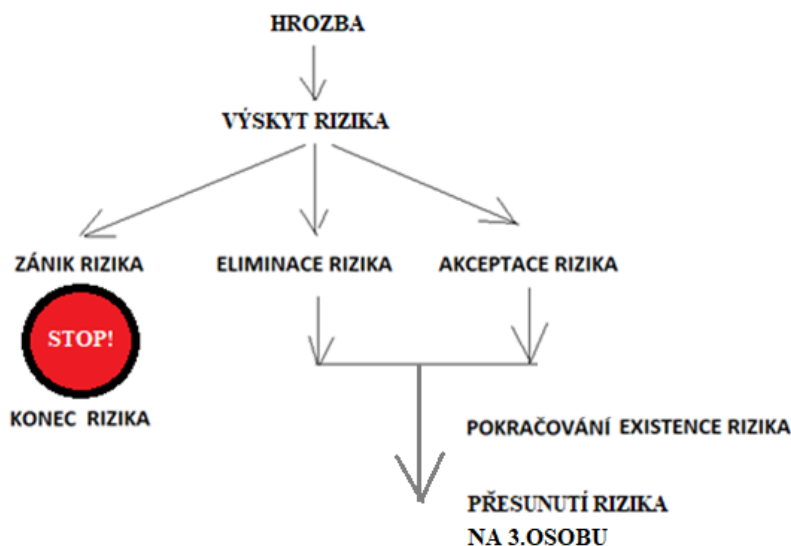 HROZBA
VÝSKYT RIZIKA
ZÁNIK RIZIKA
ELIMINACE RIZIKA
AKCEPTACE RIZIKA
STOP!
KONEC RIZIKA
POKRAČOVÁNÍ EXISTENCE RIZIKA
PŘESUNUTÍ RIZIKA
NA 3.OSOBU